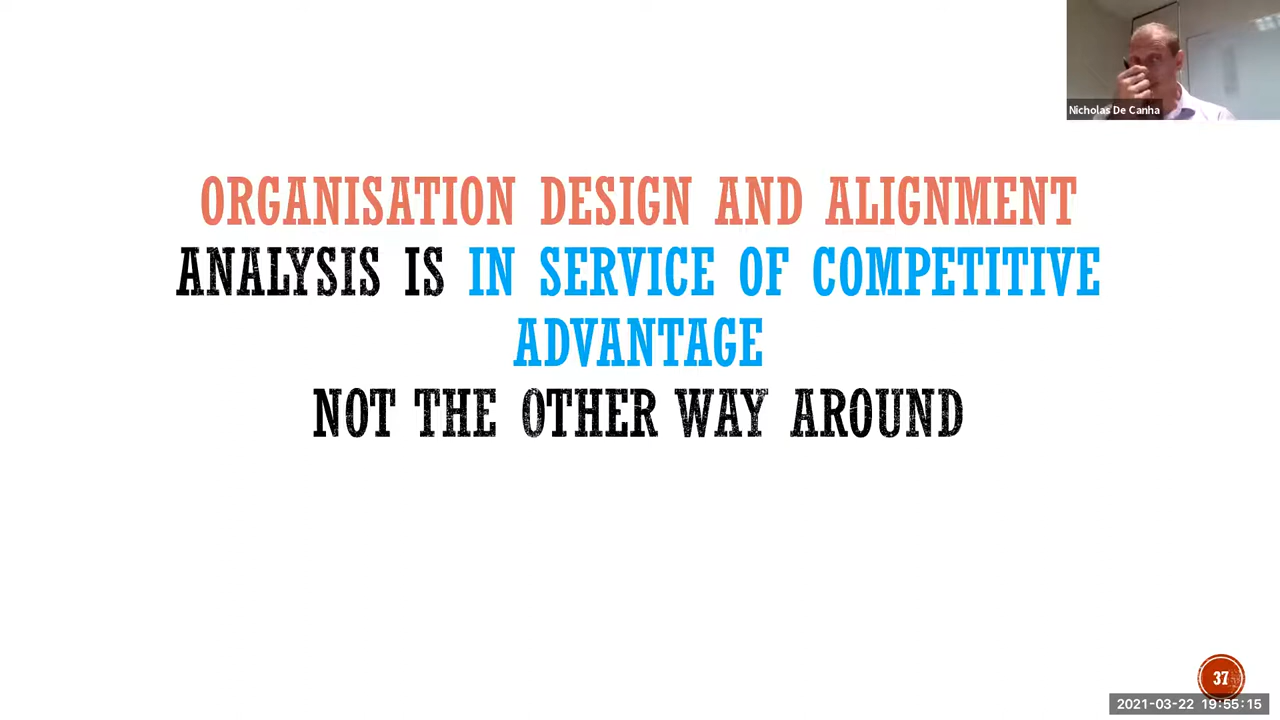 Nicholas De Canha
ORGANISATION DESIGN AND ALIGNMENT
ANALYSIS IS IN SERVICE OF COMPETITIVE
ADVANTAGE
NOT THE OTHER WAY AROUND
37
2021-03-22 19:55:15